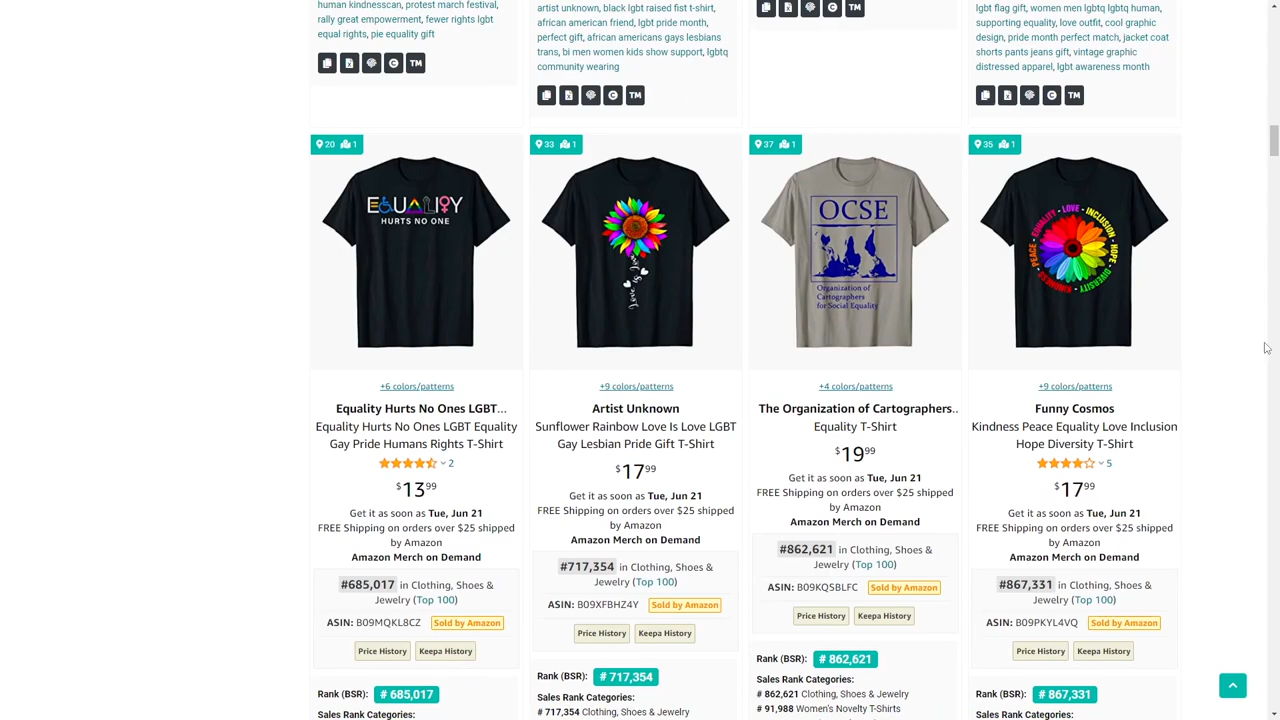 human kindnesscan, protest march festival,
rally great empowerment, fewer rights lgbt
equal rights, pie equality gift
TM
artist unknown, black lgbt raised fist t-shirt,
african american friend, lgbt pride month,
perfect gift, african americans gays lesbians
trans, bi men women kids show support, lgbtq
community wearing
TM
TM
lgbt flag gift, women men lgbtq lgbtq human,
supporting equality, love outfit, cool graphic
design, pride month perfect match, jacket coat
shorts pants jeans gift, vintage graphic
distressed apparel, lgbt awareness month
TM
20 1
EQUALITY
HURTS NO ONE
+6 colors/patterns
Equality Hurts No Ones LGBT...
Equality Hurts No Ones LGBT Equality
Gay Pride Humans Rights T-Shirt
2
$13.99
Get it as soon as Tue, Jun 21
FREE Shipping on orders over $25 shipped
by Amazon
Amazon Merch on Demand
#685,017 in Clothing, Shoes &
Jewelry (Top 100)
ASIN: B09MQKL8CZ Sold by Amazon
Price History Keepa History
Rank (BSR): # 685,017
Sales Rank Categories:
33 1
Love is love
+9 colors/patterns
Artist Unknown
Sunflower Rainbow Love Is Love LGBT
Gay Lesbian Pride Gift T-Shirt
$17.99
Get it as soon as Tue, Jun 21
FREE Shipping on orders over $25 shipped
by Amazon
Amazon Merch on Demand
#717,354 in Clothing, Shoes &
Jewelry (Top 100)
ASIN: B09XFBHZ4Y Sold by Amazon
Price History Keepa History
Rank (BSR): # 717,354
Sales Rank Categories:
# 717,354 Clothing, Shoes & Jewelry
37 1
OCSE
Organization of
Cartographers
for Social Equality
+4 colors/patterns
The Organization of Cartographers..
Equality T-Shirt
$19.99
Get it as soon as Tue, Jun 21
FREE Shipping on orders over $25 shipped
by Amazon
Amazon Merch on Demand
#862,621 in Clothing, Shoes &
Jewelry (Top 100)
ASIN: B09KQSBLFC Sold by Amazon
Price History Keepa History
Rank (BSR): # 862,621
Sales Rank Categories:
# 862,621 Clothing, Shoes & Jewelry
# 91,988 Women's Novelty T-Shirts
35 1
PEACE - EQUALITY - LOVE - INCLUSION - HOPE - DIVERSITY - KINDNESS
+9 colors/patterns
Funny Cosmos
Kindness Peace Equality Love Inclusion
Hope Diversity T-Shirt
5
$17.99
Get it as soon as Tue, Jun 21
FREE Shipping on orders over $25 shipped
by Amazon
Amazon Merch on Demand
#867,331 in Clothing, Shoes &
Jewelry (Top 100)
ASIN: B09PKYL4VQ Sold by Amazon
Price History Keepa History
Rank (BSR): # 867,331
Sales Rank Categories: